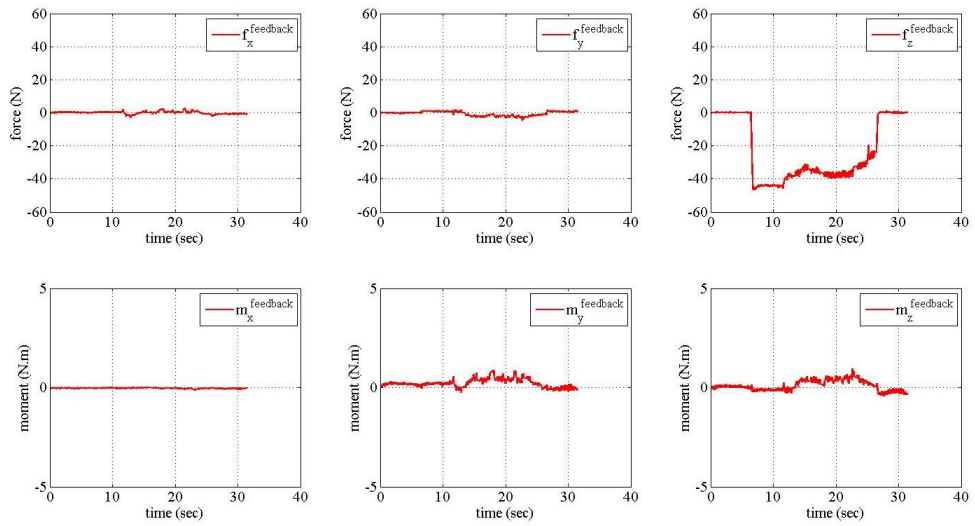 60
40
20
0
-20
-40
-60
0 10 20 30 40
force (N)
time (sec)
f_x^feedback
60
40
20
0
-20
-40
-60
0 10 20 30 40
force (N)
time (sec)
f_y^feedback
60
40
20
0
-20
-40
-60
0 10 20 30 40
force (N)
time (sec)
f_z^feedback
5
0
-5
0 10 20 30 40
moment (N.m)
time (sec)
m_x^feedback
5
0
-5
0 10 20 30 40
moment (N.m)
time (sec)
m_y^feedback
5
0
-5
0 10 20 30 40
moment (N.m)
time (sec)
m_z^feedback